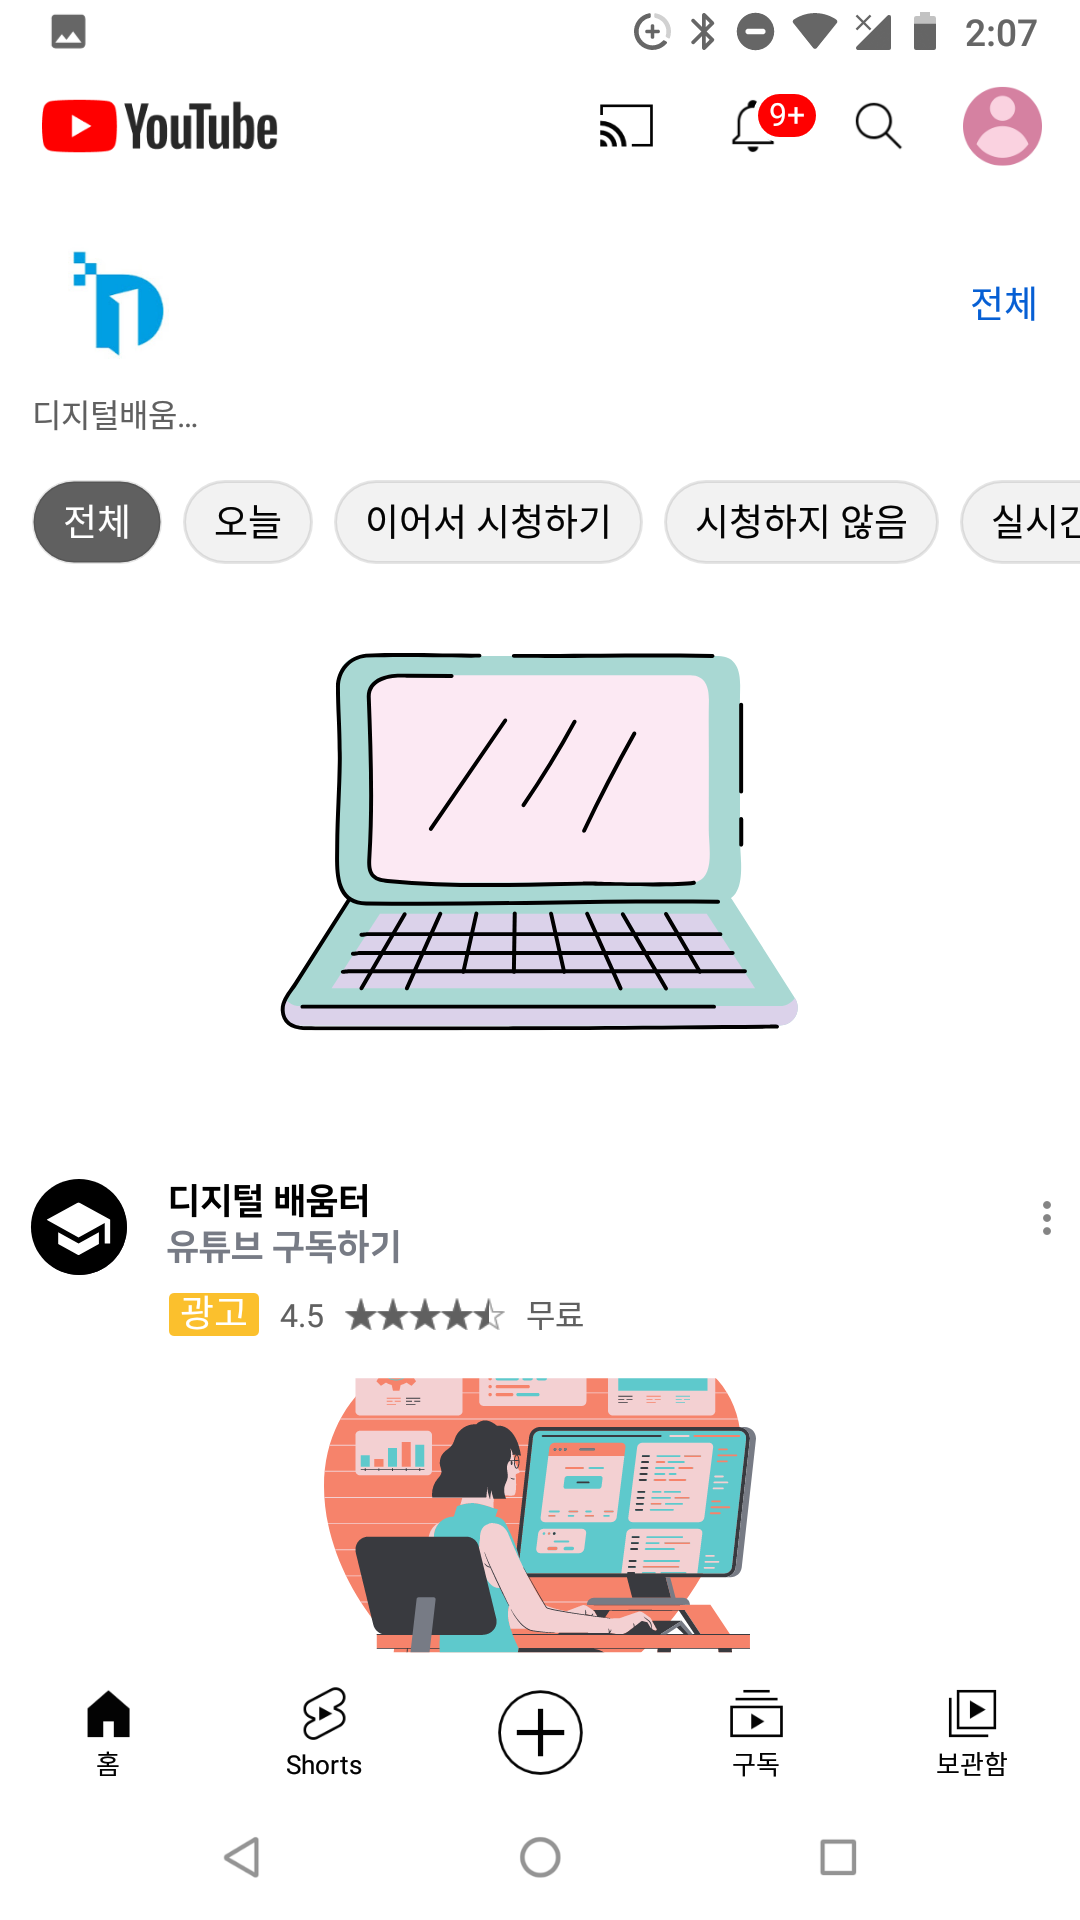 2:07
YouTube
9+
전체
디지털배움...
전체
오늘
이어서 시청하기
시청하지 않음
실시간
디지털 배움터
유튜브 구독하기
광고 4.5 무료
홈
Shorts
구독
보관함